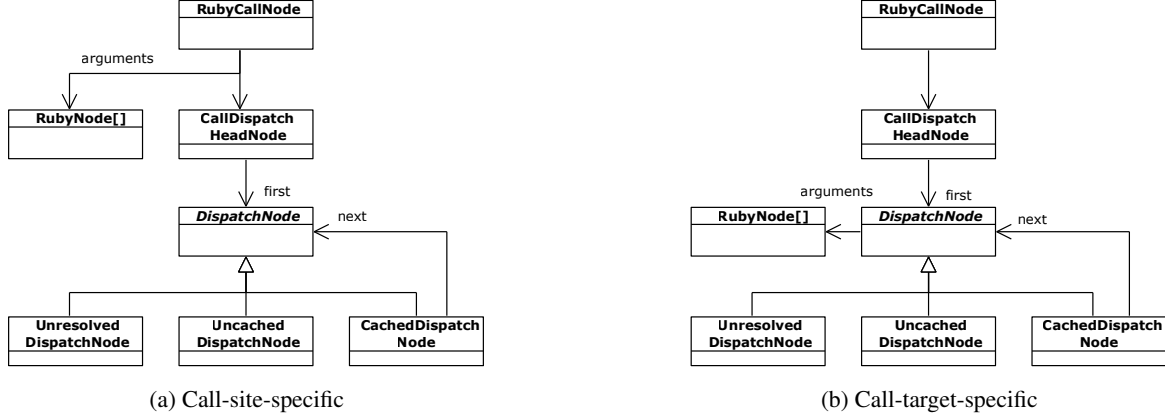 RubyCallNode
arguments
RubyNode[]
CallDispatch
HeadNode
first
DispatchNode
next
Unresolved
DispatchNode
Uncached
DispatchNode
CachedDispatch
Node
(a) Call-site-specific
RubyCallNode
CallDispatch
HeadNode
arguments
first
RubyNode[]
DispatchNode
next
Unresolved
DispatchNode
Uncached
DispatchNode
CachedDispatch
Node
(b) Call-target-specific